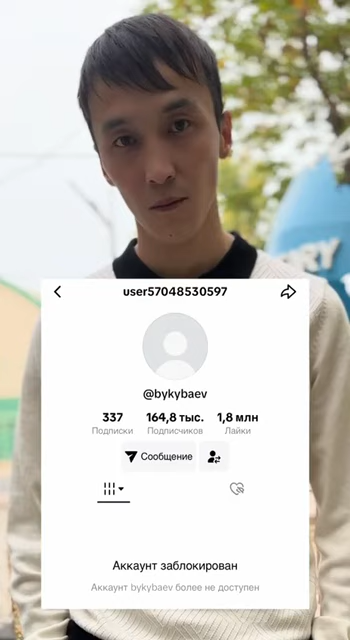 user57048530597
@bykybaev
337 164,8 тыс. 1,8 млн
Подписки Подписчиков Лайки
Сообщение
Аккаунт заблокирован
Аккаунт bykybaev более не доступен